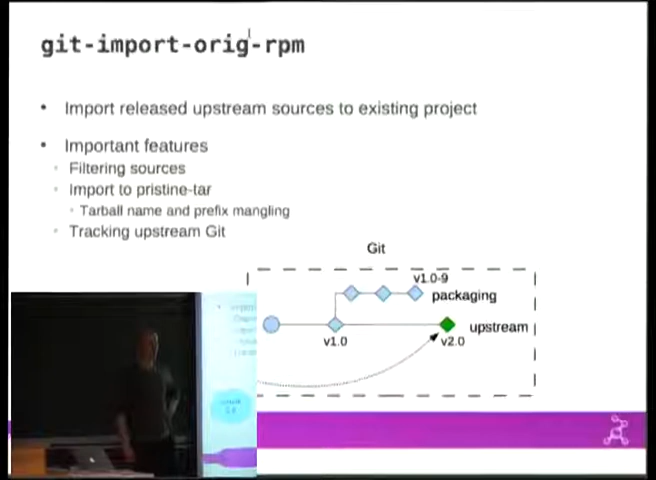 git-import-orig-rpm
• Import released upstream sources to existing project
• Important features
◦ Filtering sources
◦ Import to pristine-tar
◦ Tarball name and prefix mangling
◦ Tracking upstream Git
Git
v1.0-9
packaging
upstream
v1.0
v2.0